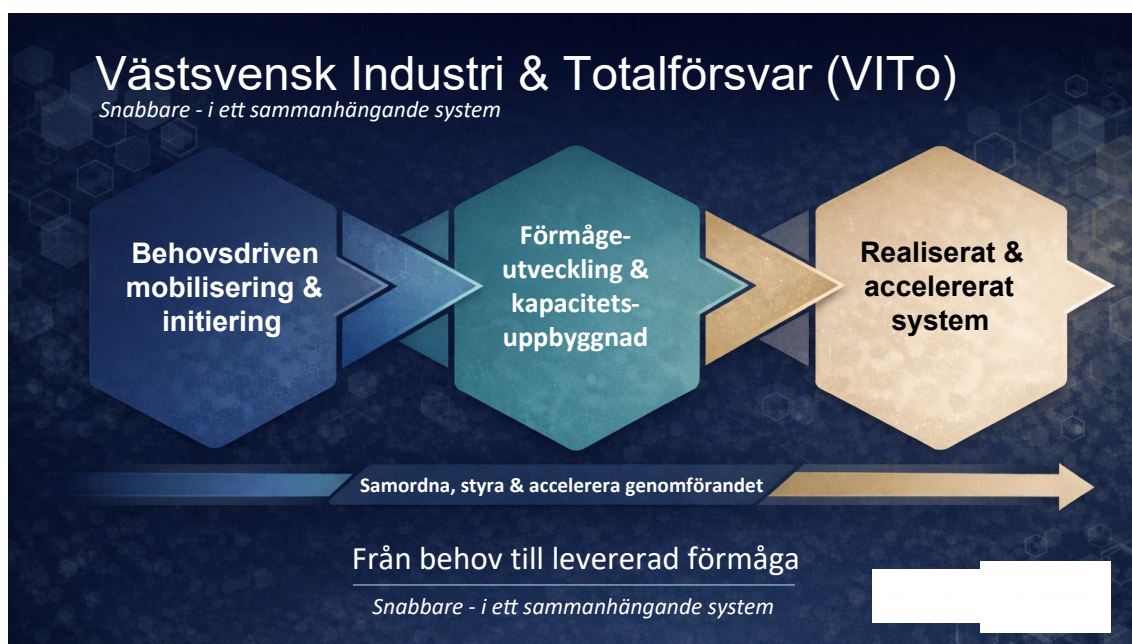 Västsvensk Industri & Totalförsvar (VITo)
Snabbare - i ett sammanhängande system
Behovsdriven
mobilisering &
initiering
Förmåge-
utveckling &
kapacitets-
uppbyggnad
Realiserat &
accelererat
system
Samordna, styra & accelerera genomförandet
Från behov till levererad förmåga
Snabbare - i ett sammanhängande system